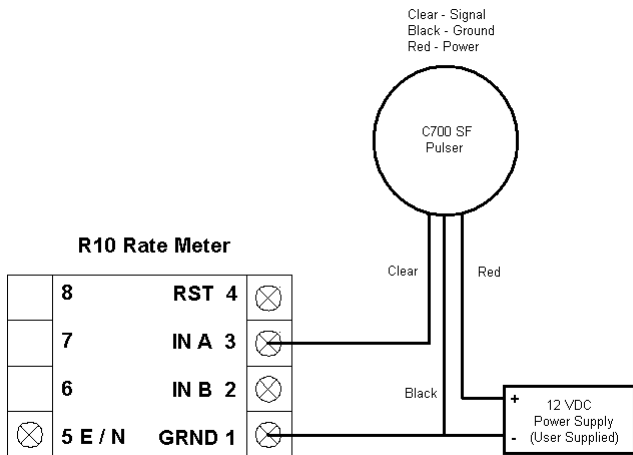 Clear - Signal
Black - Ground
Red - Power
C700 SF
Pulser
R10 Rate Meter
Clear
Red
8 RST 4
7 IN A 3
6 IN B 2
Black
5 E / N GRND 1
+ 12 VDC
Power Supply
- (User Supplied)